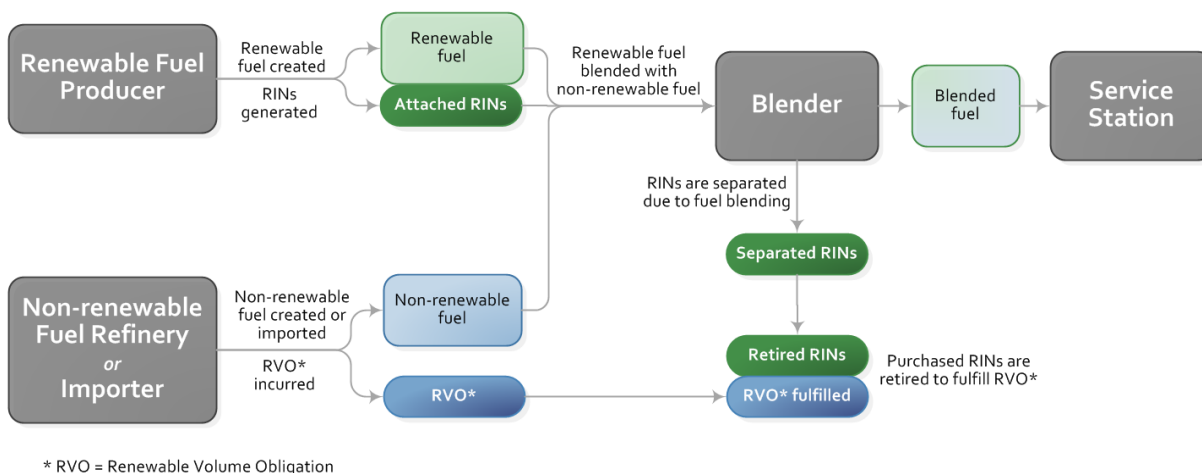 Renewable Fuel
Producer
Renewable
fuel created
RINs
generated
Renewable
fuel
Attached RINs
Renewable fuel
blended with
non-renewable fuel
Blender
Blended
fuel
Service
Station
RINs are separated
due to fuel blending
Separated RINs
Non-renewable
Fuel Refinery
or
Importer
Non-renewable
fuel created or
imported
RVO*
incurred
Non-renewable
fuel
RVO*
Retired RINs
RVO* fulfilled
Purchased RINs are
retired to fulfill RVO*
* RVO = Renewable Volume Obligation